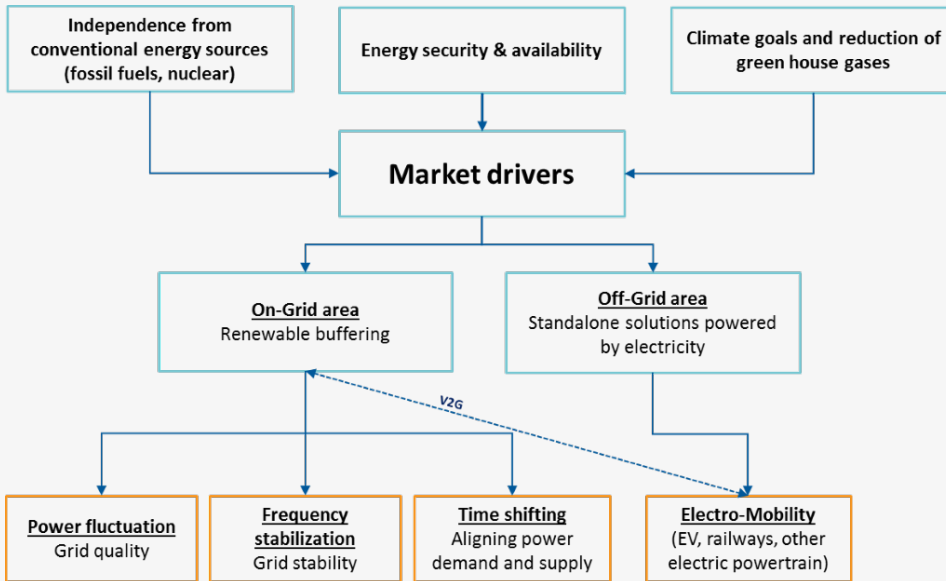 Independence from
conventional energy sources
(fossil fuels, nuclear)
Energy security & availability
Climate goals and reduction of
green house gases
Market drivers
On-Grid area
Renewable buffering
Off-Grid area
Standalone solutions powered
by electricity
V2G
Power fluctuation
Grid quality
Frequency
stabilization
Grid stability
Time shifting
Aligning power
demand and supply
Electro-Mobility
(EV, railways, other
electric powertrain)